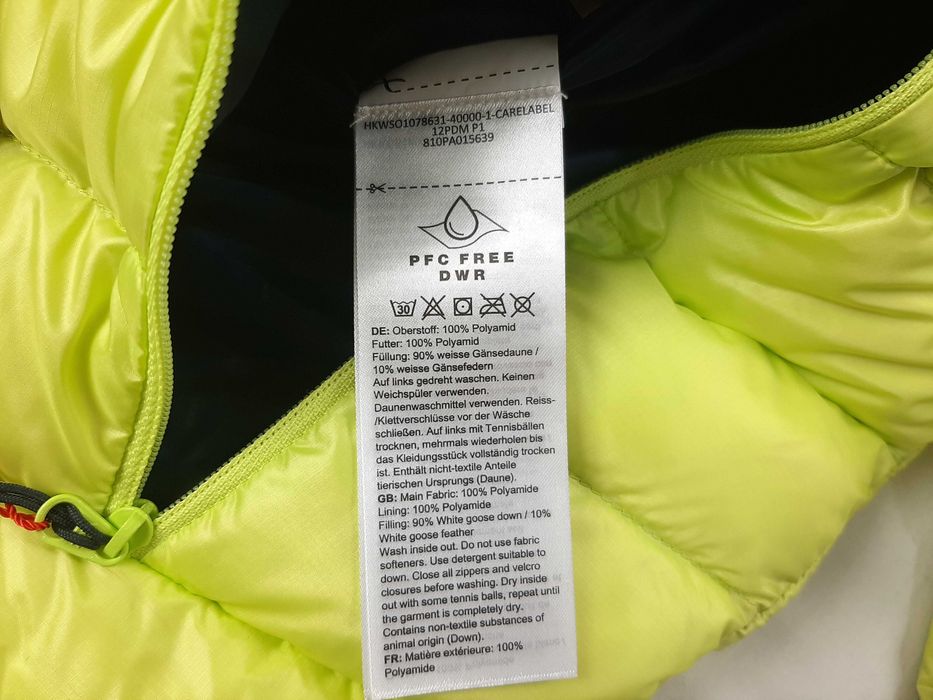 HKWSO1078631-40000-1-CARELABEL
12PDM P1
810PA015639
PFC FREE
DWR
30
DE: Oberstoff: 100% Polyamid
Futter: 100% Polyamid
Füllung: 90% weisse Gänsedaune /
10% weisse Gänsefedern
Auf links gedreht waschen. Keinen
Weichspüler verwenden.
Daunenwaschmittel verwenden. Reiss-
/Klettverschlüsse vor der Wäsche
schließen. Auf links mit Tennisbällen
trocknen, mehrmals wiederholen bis
das Kleidungsstück vollständig trocken
ist. Enthält nicht-textile Anteile
tierischen Ursprungs (Daune).
GB: Main Fabric: 100% Polyamide
Lining: 100% Polyamide
Filling: 90% White goose down / 10%
White goose feather
Wash inside out. Do not use fabric
softeners. Use detergent suitable to
down. Close all zippers and velcro
closures before washing. Dry inside
out with some tennis balls, repeat until
the garment is completely dry.
Contains non-textile substances of
animal origin (Down).
FR: Matière extérieure: 100%
Polyamide